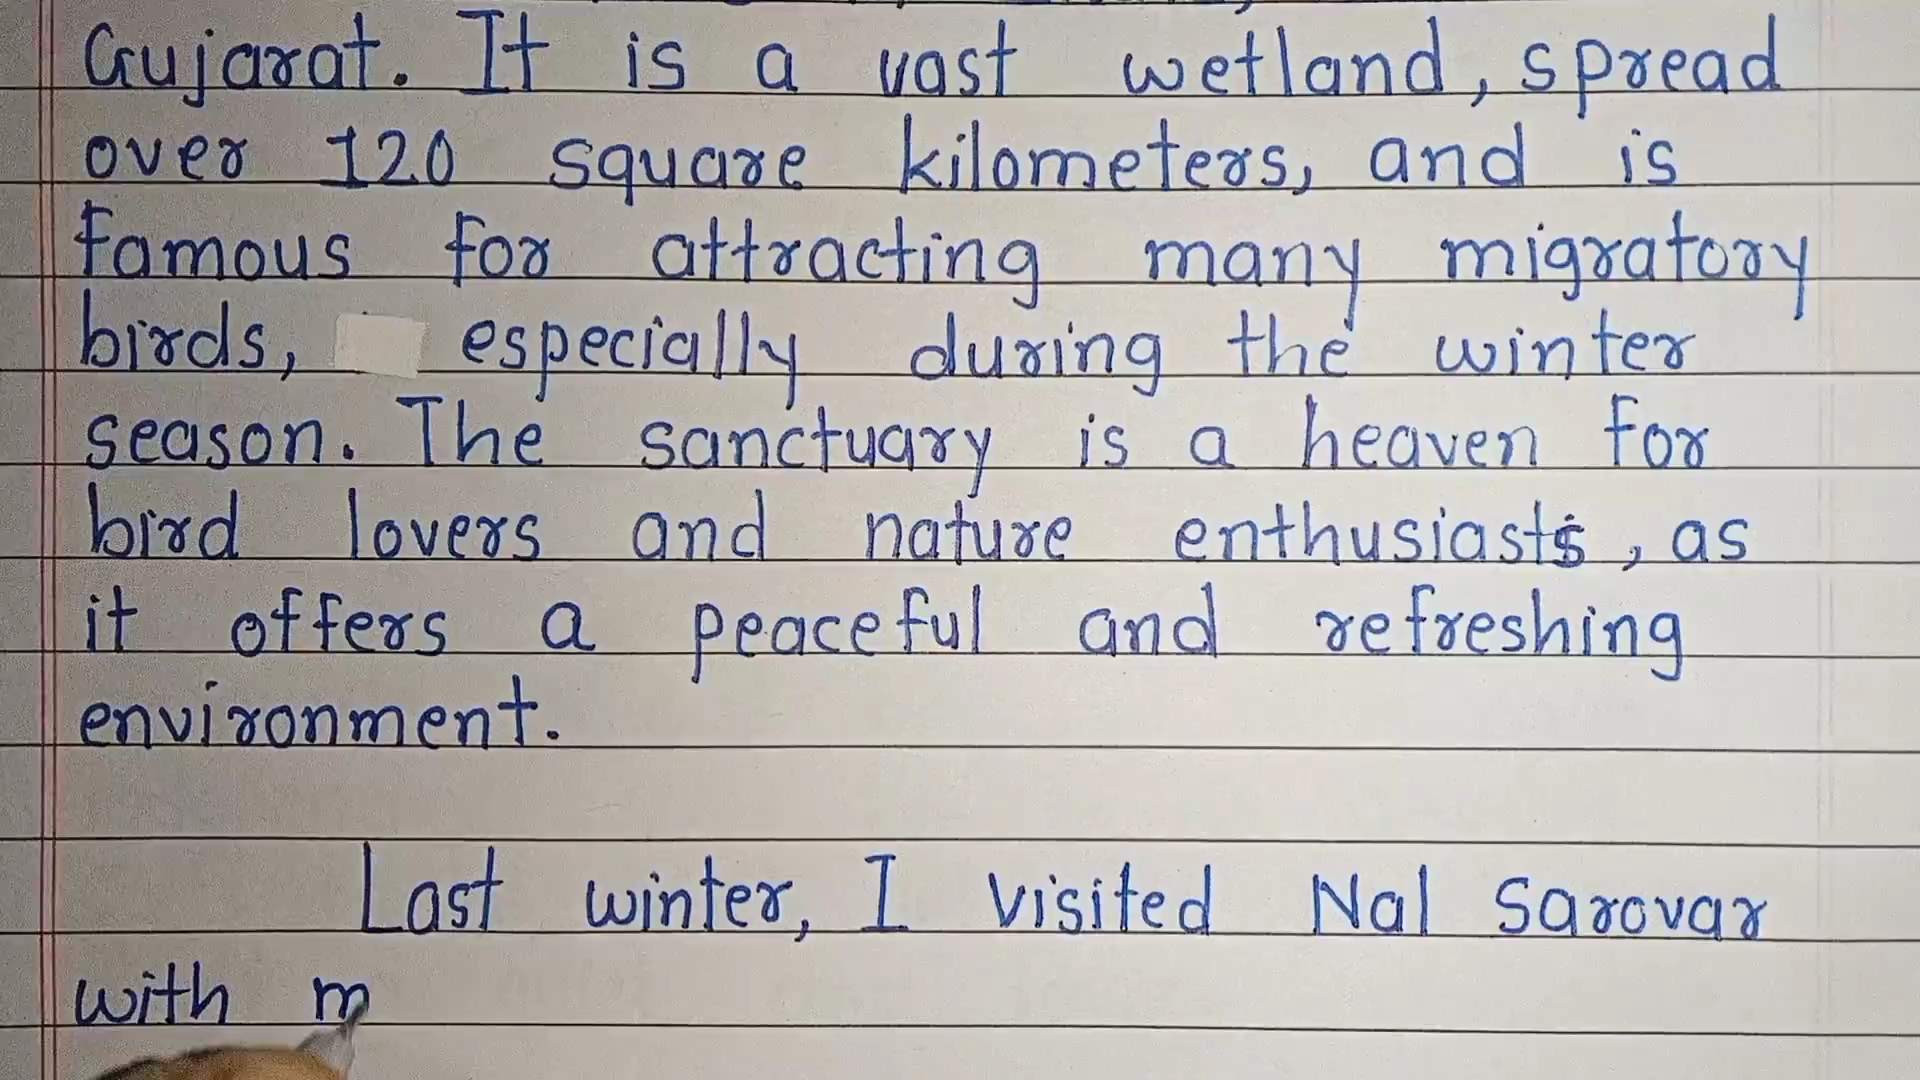 Gujarat. It is a vast wetland, spread
over 120 square kilometers, and is
famous for attracting many migratory
birds, especially during the winter
season. The sanctuary is a heaven for
bird lovers and nature enthusiasts, as
it offers a peaceful and refreshing
environment.
Last winter, I visited Nal Sarovar
with m